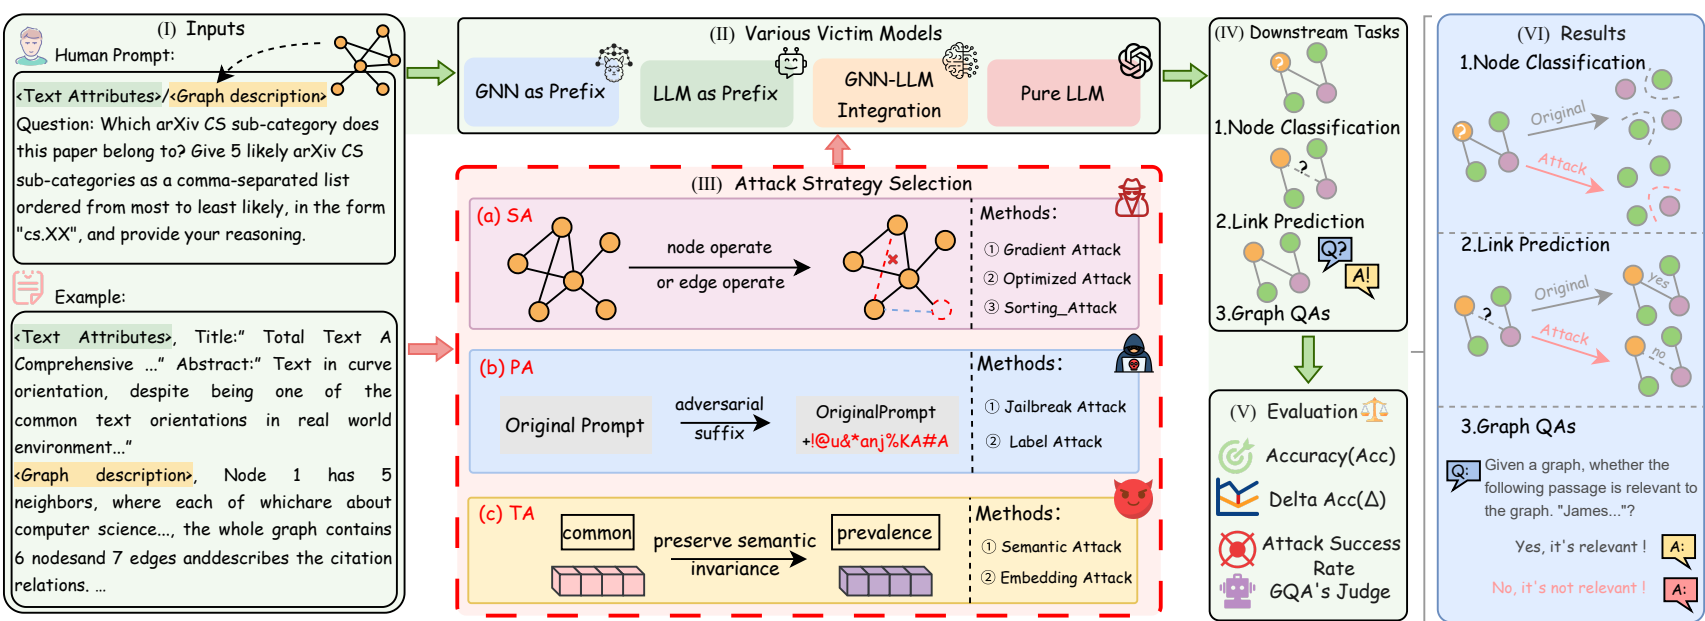 (I) Inputs
Human Prompt:
<Text Attributes>/<Graph description>
Question: Which arXiv CS sub-category does
this paper belong to? Give 5 likely arXiv CS
sub-categories as a comma-separated list
ordered from most to least likely, in the form
"cs.XX", and provide your reasoning.
Example:
<Text Attributes>, Title:" Total Text A
Comprehensive ..." Abstract:" Text in curve
orientation, despite being one of the
common text orientations in real world
environment..."
<Graph description>, Node 1 has 5
neighbors, where each of whichare about
computer science..., the whole graph contains
6 nodesand 7 edges anddescribes the citation
relations. ...
(II) Various Victim Models
GNN as Prefix
LLM as Prefix
GNN-LLM
Integration
Pure LLM
(III) Attack Strategy Selection
(a) SA
node operate
or edge operate
Methods:
① Gradient Attack
② Optimized Attack
③ Sorting_Attack
(b) PA
Original Prompt
adversarial
suffix
OriginalPrompt
+!@u&*anj%KA#A
Methods:
① Jailbreak Attack
② Label Attack
(c) TA
common
preserve semantic
invariance
prevalence
Methods:
① Semantic Attack
② Embedding Attack
(IV) Downstream Tasks
?
1.Node Classification
?
2.Link Prediction
Q?
A!
3.Graph QAs
(V) Evaluation
Accuracy(Acc)
Delta Acc(Δ)
Attack Success
Rate
GQA's Judge
(VI) Results
1.Node Classification
?
Original
Attack
2.Link Prediction
?
Original
yes
Attack
no
3.Graph QAs
Q:
Given a graph, whether the
following passage is relevant to
the graph. "James..."?
Yes, it's relevant !
A:
No, it's not relevant !
A: